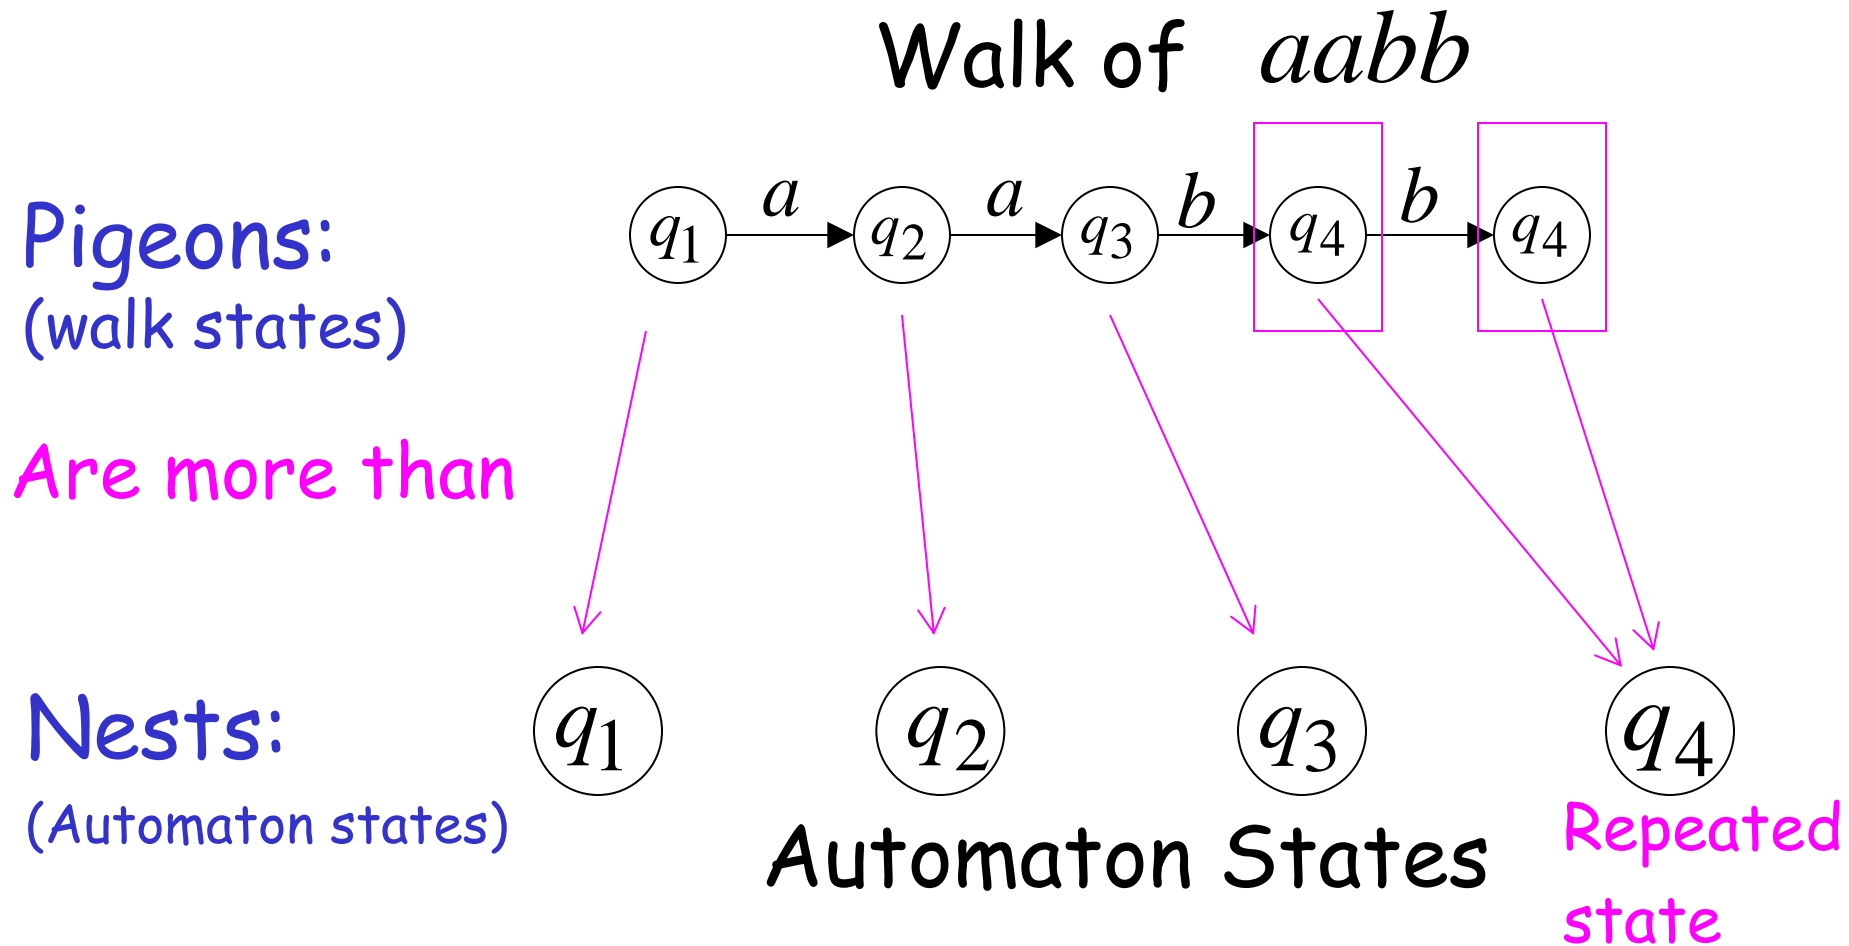 Walk of aabb
a a b b
Pigeons: q1 q2 q3 q4 q4
(walk states)
Are more than
Nests: q1 q2 q3 q4
(Automaton states)
Automaton States
Repeated
state